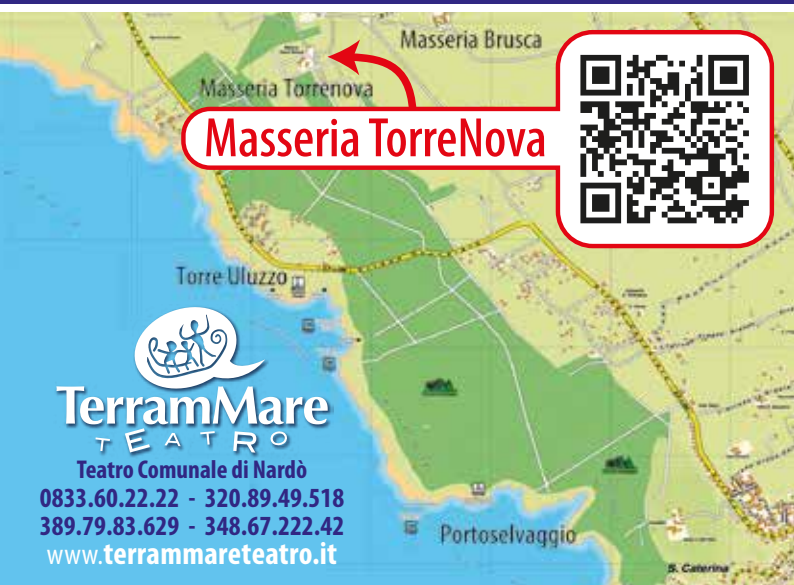 Masseria Brusca
Masseria Torrenova
Masseria TorreNova
Torre Uluzzo
TerramMare
TEATRO
Teatro Comunale di Nardò
0833.60.22.22 - 320.89.49.518
389.79.83.629 - 348.67.222.42
www.terrammareteatro.it
Portoselvaggio
S. Caterina